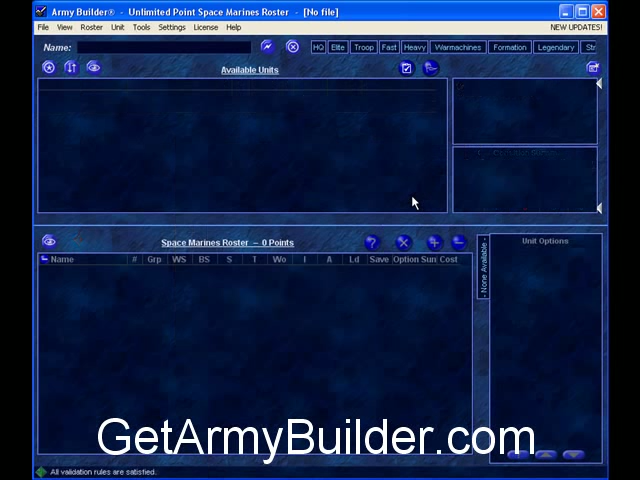 Army Builder® - Unlimited Point Space Marines Roster - [No file]
File View Roster Unit Tools Settings License Help NEW UPDATES!
Name: HQ Elite Troop Fast Heavy Warmachines Formation Legendary Str
Available Units
Space Marines Roster – 0 Points
- None Available -
Unit Options
Name # Grp WS BS S T Wo I A Ld Save Option Sum Cost
GetArmyBuilder.com
All validation rules are satisfied.